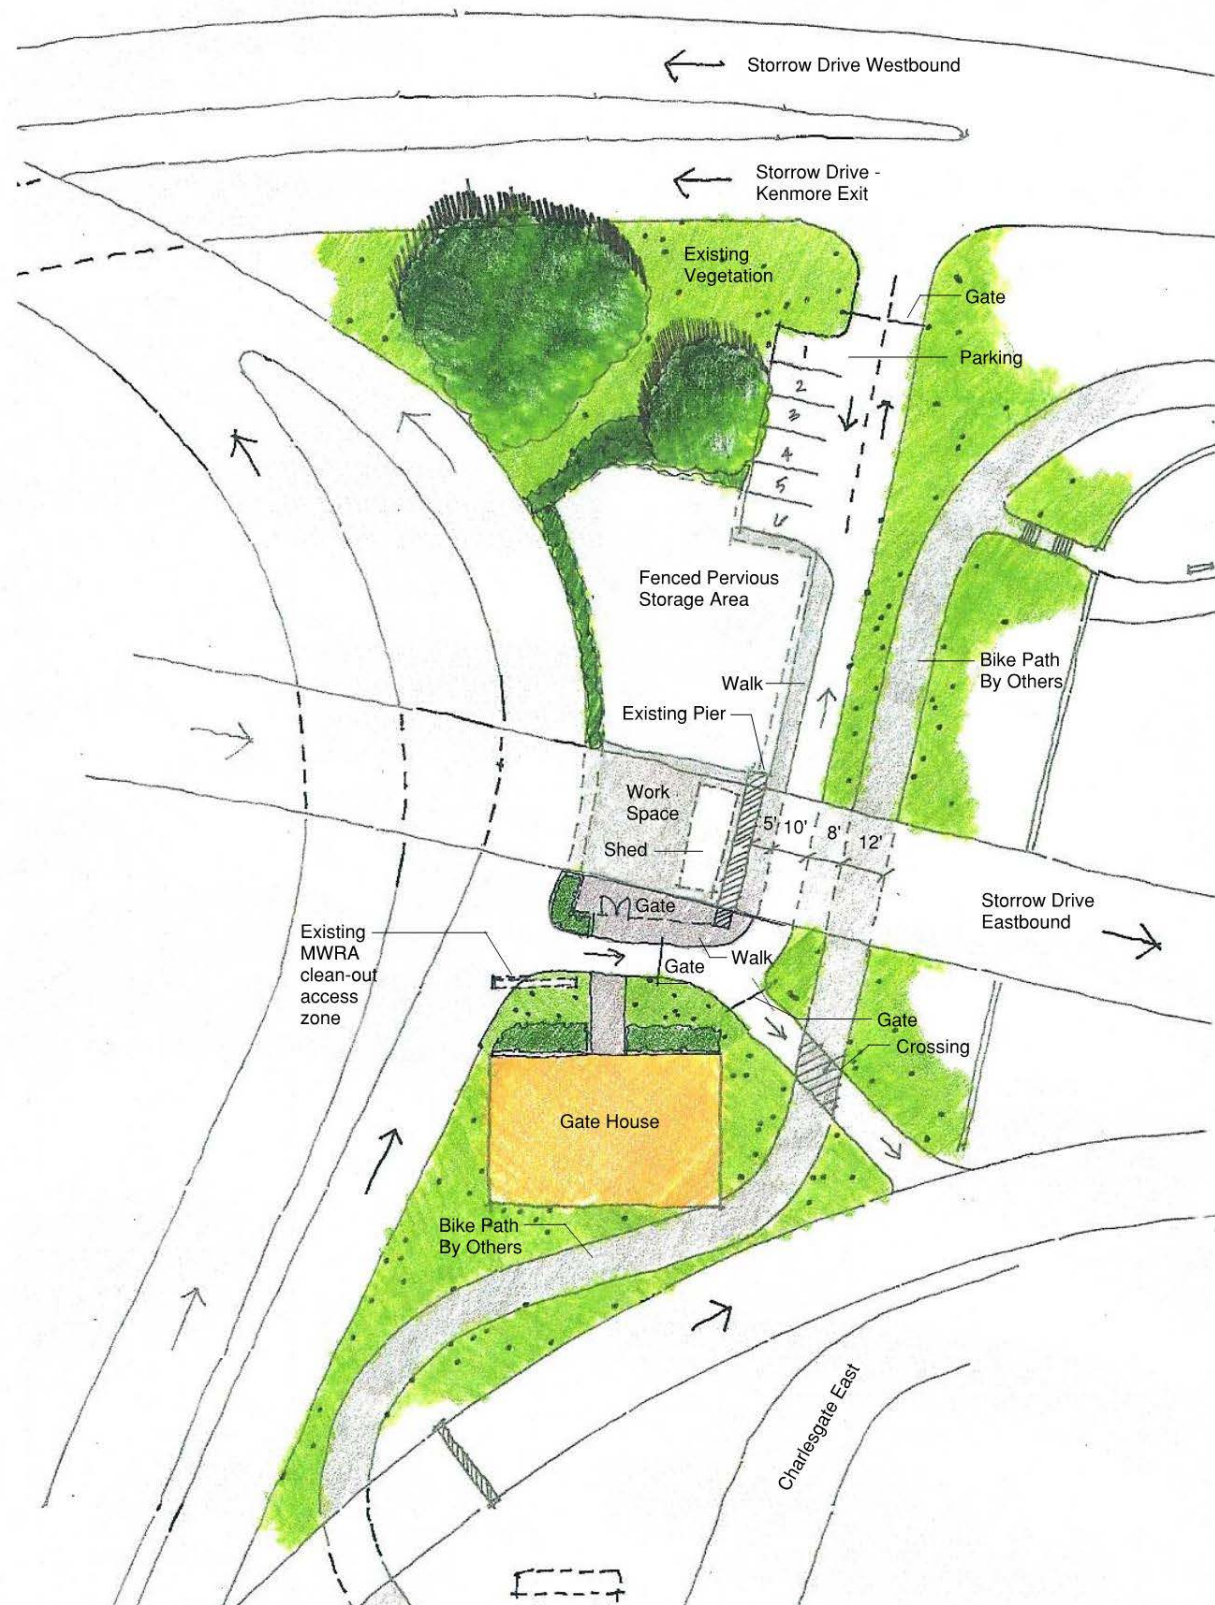 Storrow Drive Westbound
Storrow Drive -
Kenmore Exit
Existing
Vegetation
Gate
Parking
1
2
3
4
5
6
Fenced Pervious
Storage Area
Bike Path
By Others
Walk
Existing Pier
Work
Space
5'
10'
8'
12'
Shed
Gate
Storrow Drive
Eastbound
Existing
MWRA
clean-out
access
zone
Walk
Gate
Gate
Crossing
Gate House
Bike Path
By Others
Charlesgate East